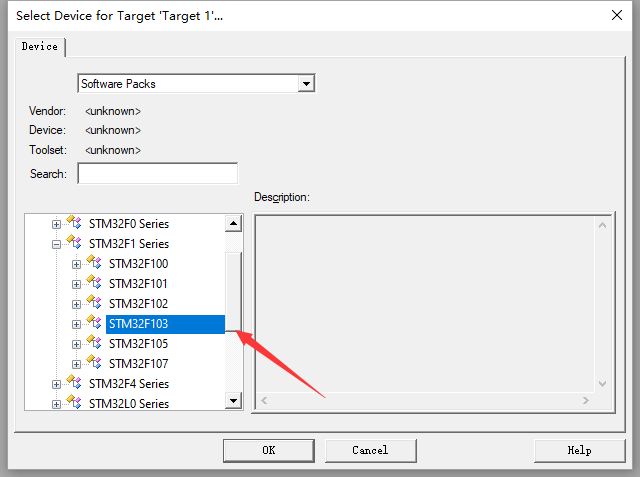 Select Device for Target 'Target 1'...
Device
Software Packs
Vendor: <unknown>
Device: <unknown>
Toolset: <unknown>
Search:
Description:
STM32F0 Series
STM32F1 Series
STM32F100
STM32F101
STM32F102
STM32F103
STM32F105
STM32F107
STM32F4 Series
STM32L0 Series
OK Cancel Help